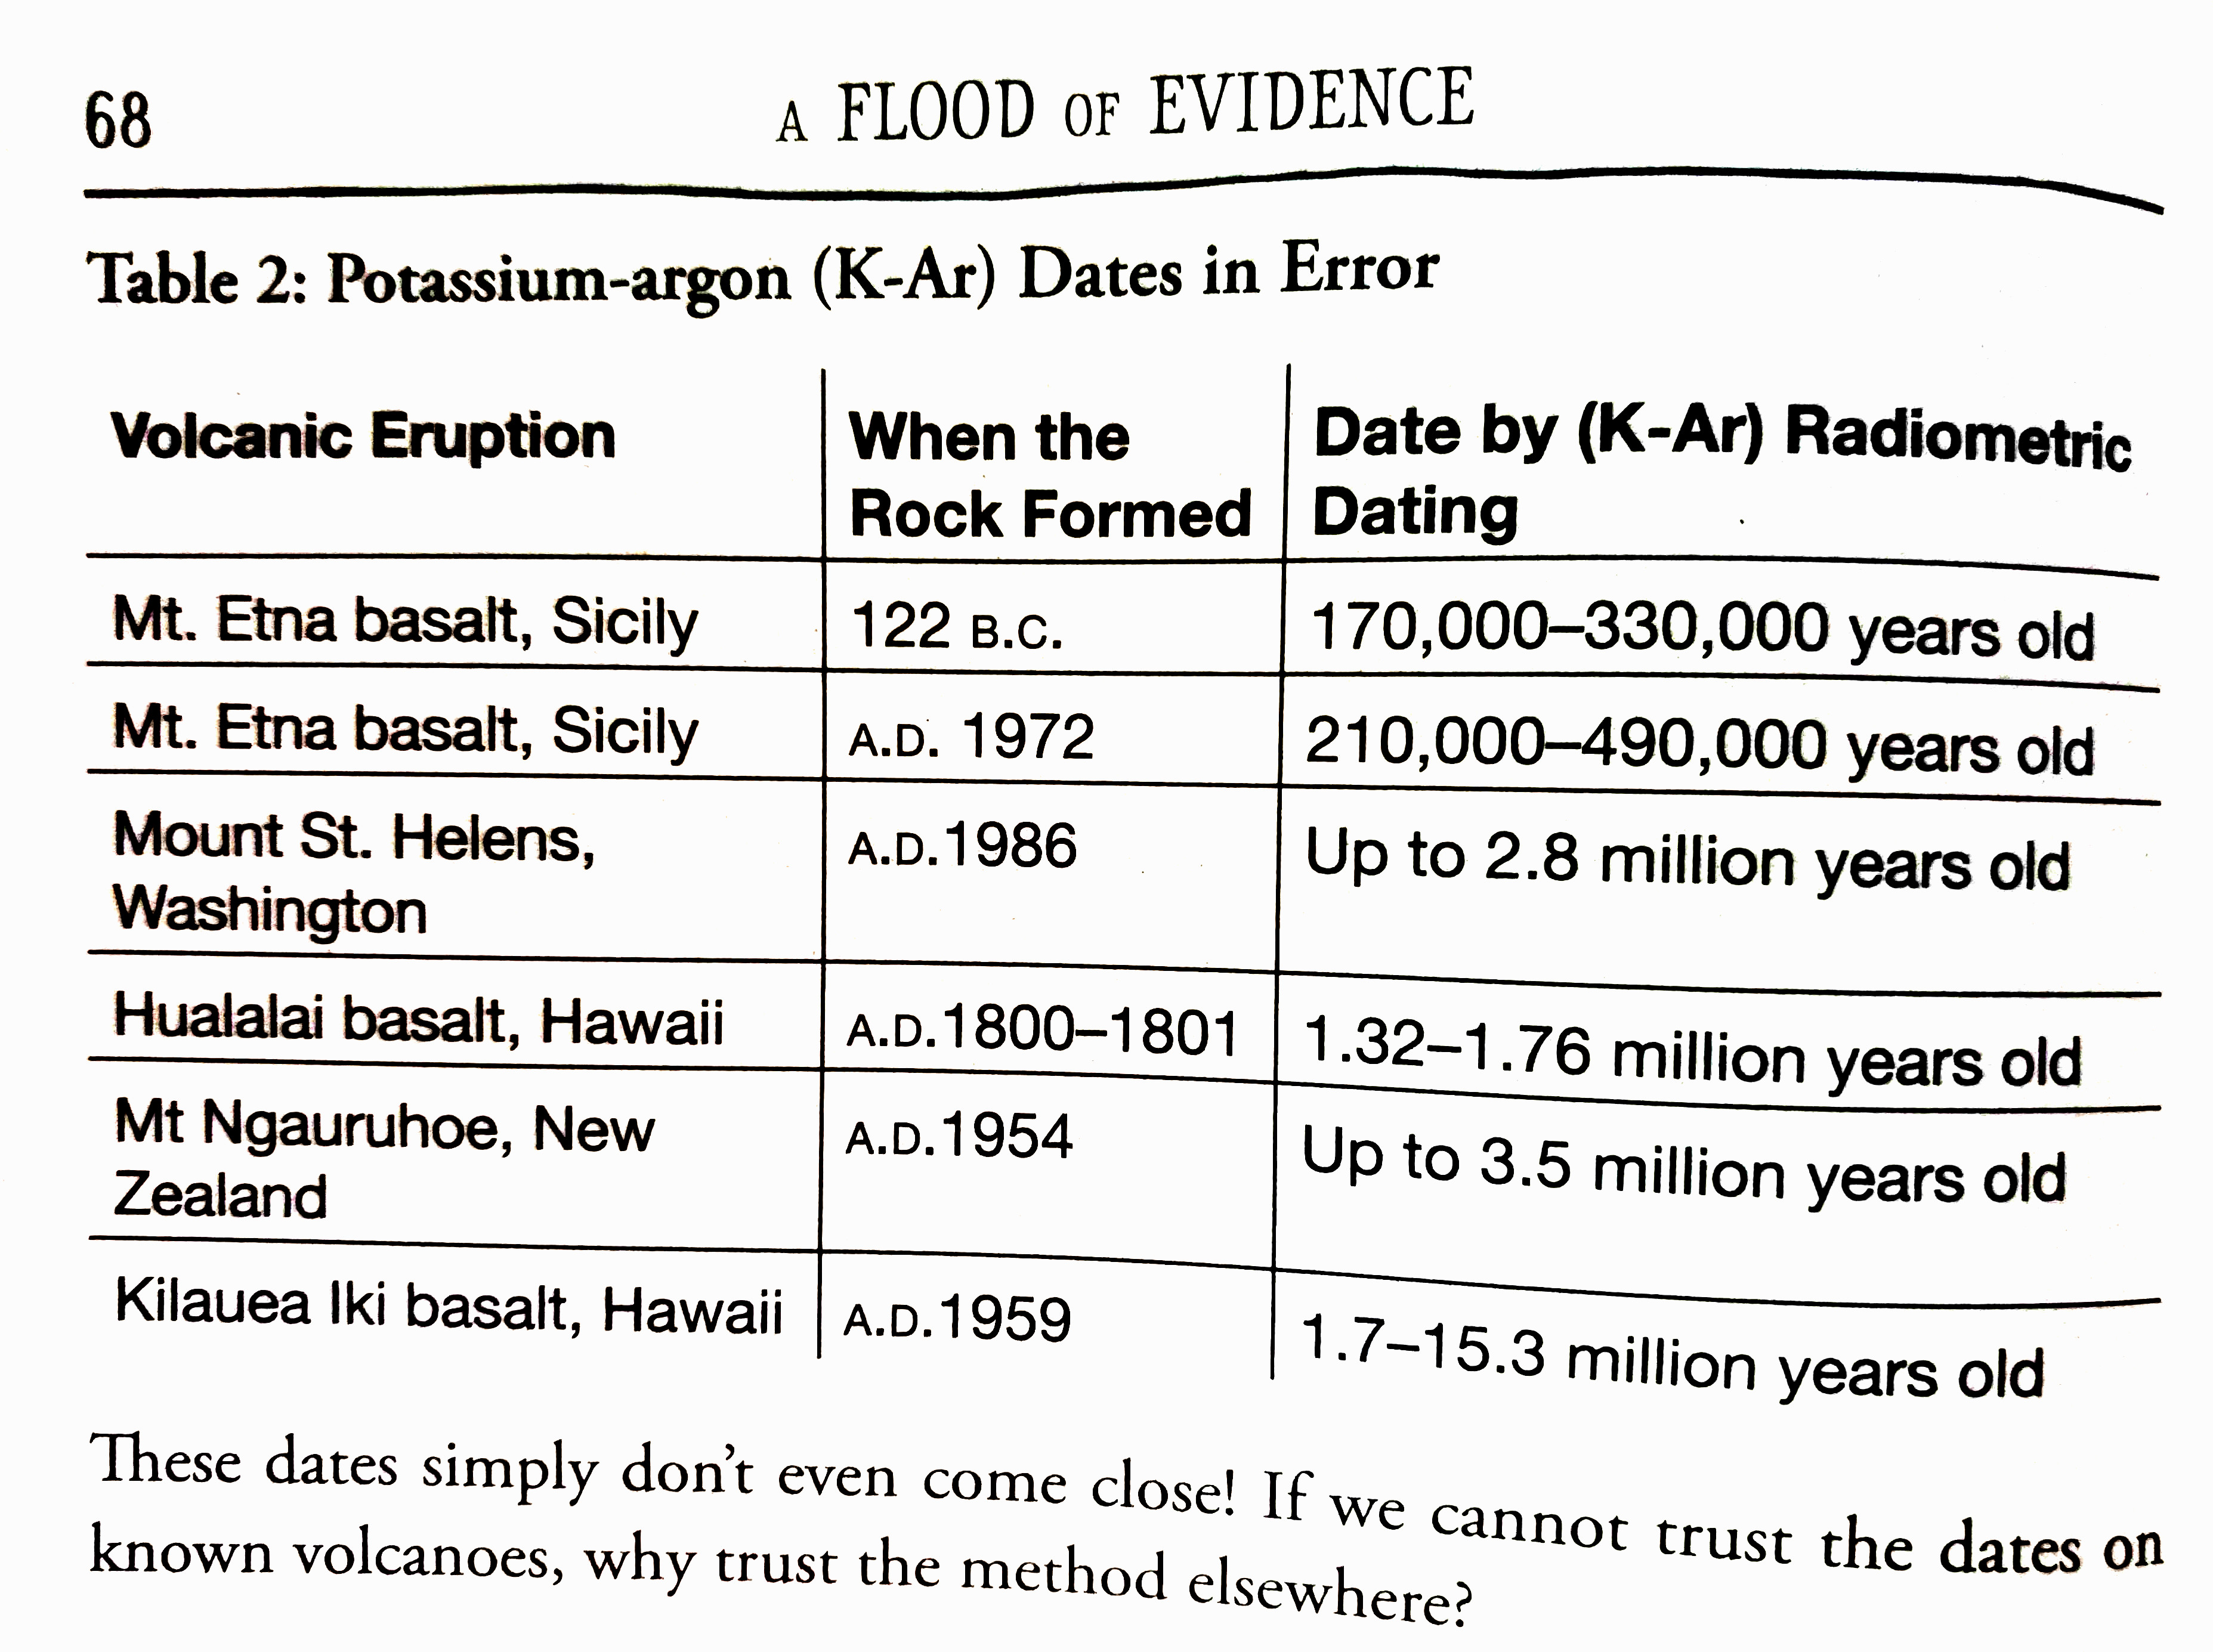 68 A FLOOD OF EVIDENCE
Table 2: Potassium-argon (K-Ar) Dates in Error
Volcanic Eruption When the Rock Formed Date by (K-Ar) Radiometric Dating
Mt. Etna basalt, Sicily 122 B.C. 170,000–330,000 years old
Mt. Etna basalt, Sicily A.D. 1972 210,000–490,000 years old
Mount St. Helens, Washington A.D.1986 Up to 2.8 million years old
Hualalai basalt, Hawaii A.D.1800–1801 1.32–1.76 million years old
Mt Ngauruhoe, New Zealand A.D.1954 Up to 3.5 million years old
Kilauea Iki basalt, Hawaii A.D.1959 1.7–15.3 million years old
These dates simply don't even come close! If we cannot trust the dates on
known volcanoes, why trust the method elsewhere?